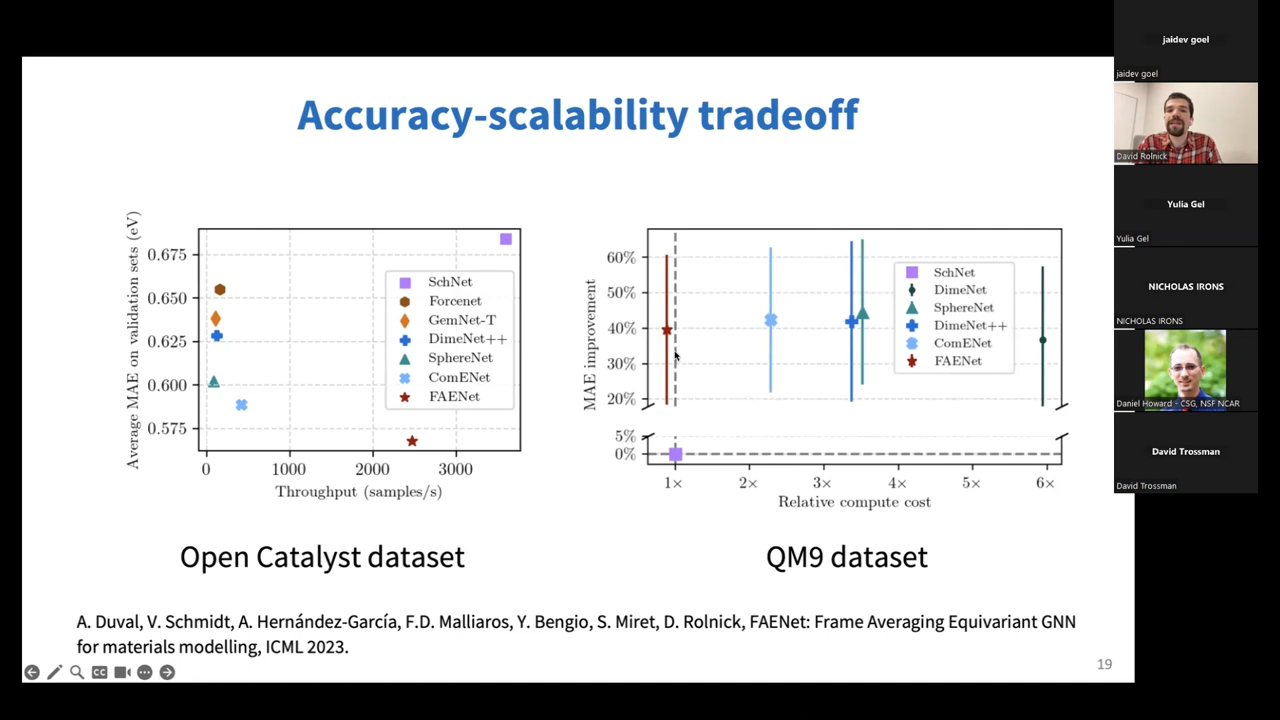 Accuracy-scalability tradeoff
Average MAE on validation sets (eV)
0.675
0.650
0.625
0.600
0.575
0
1000
2000
3000
Throughput (samples/s)
SchNet
Forcenet
GemNet-T
DimeNet++
SphereNet
ComENet
FAENet
Open Catalyst dataset
MAE improvement
60%
50%
40%
30%
20%
5%
0%
1×
2×
3×
4×
5×
6×
Relative compute cost
SchNet
DimeNet
SphereNet
DimeNet++
ComENet
FAENet
QM9 dataset
A. Duval, V. Schmidt, A. Hernández-García, F.D. Malliaros, Y. Bengio, S. Miret, D. Rolnick, FAENet: Frame Averaging Equivariant GNN
for materials modelling, ICML 2023.
19
CC
jaidev goel
jaidev goel
David Rolnick
Yulia Gel
Yulia Gel
NICHOLAS IRONS
NICHOLAS IRONS
Daniel Howard - CSG, NSF NCAR
David Trossman
David Trossman